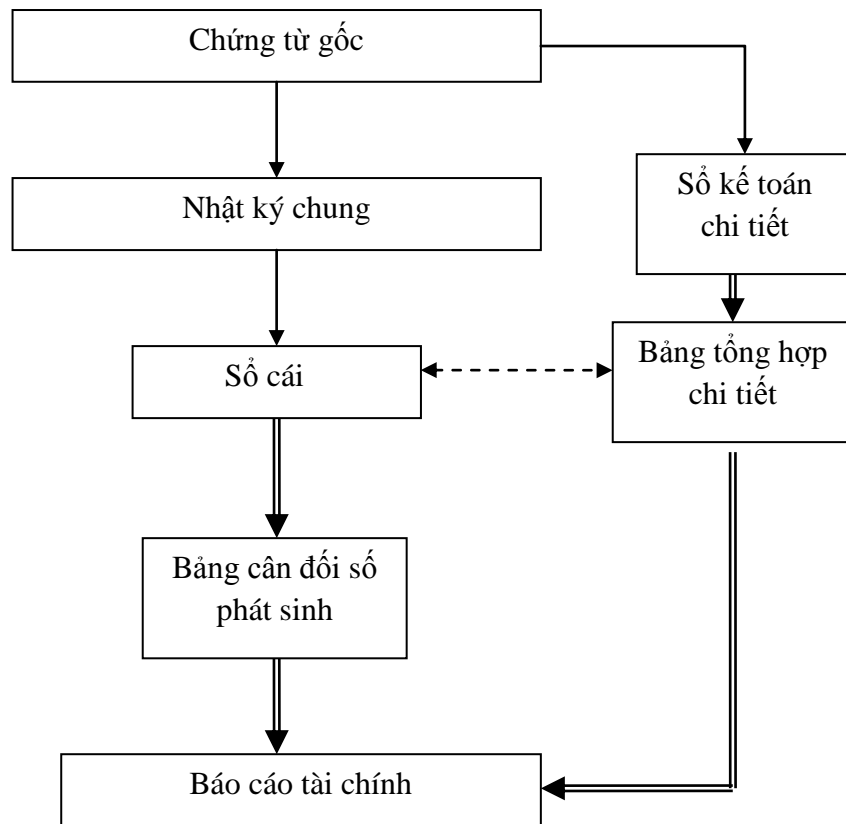 Chứng từ gốc
Nhật ký chung
Sổ kế toán
chi tiết
Sổ cái
Bảng tổng hợp
chi tiết
Bảng cân đối số
phát sinh
Báo cáo tài chính